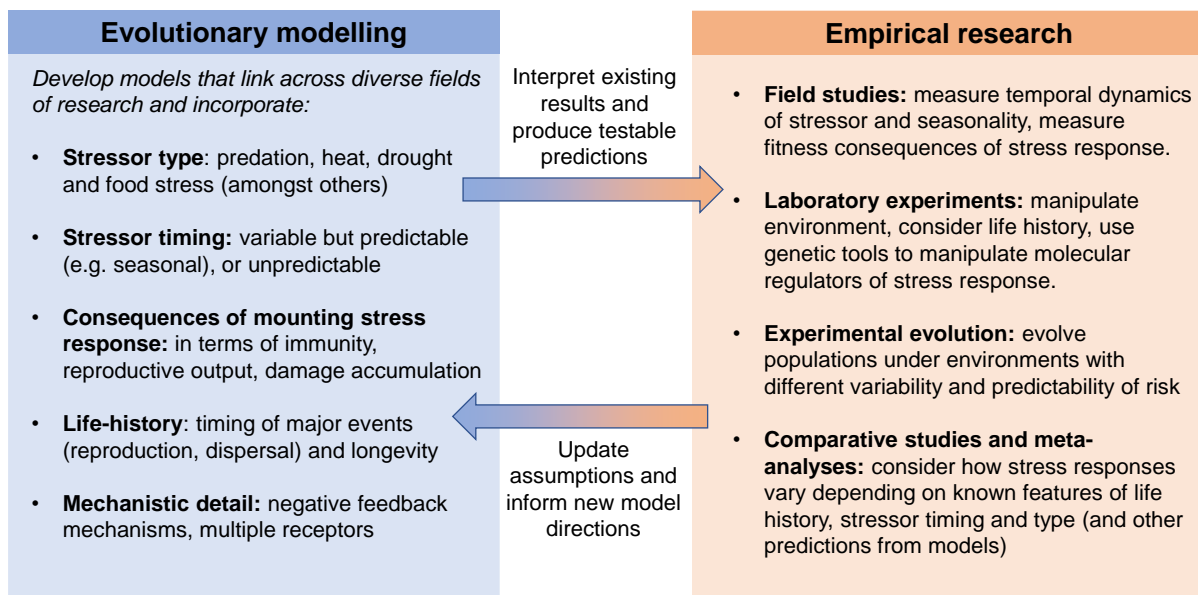 Evolutionary modelling
Develop models that link across diverse fields
of research and incorporate:
• Stressor type: predation, heat, drought
and food stress (amongst others)
• Stressor timing: variable but predictable
(e.g. seasonal), or unpredictable
• Consequences of mounting stress
response: in terms of immunity,
reproductive output, damage accumulation
• Life-history: timing of major events
(reproduction, dispersal) and longevity
• Mechanistic detail: negative feedback
mechanisms, multiple receptors
Interpret existing
results and
produce testable
predictions
Update
assumptions and
inform new model
directions
Empirical research
• Field studies: measure temporal dynamics
of stressor and seasonality, measure
fitness consequences of stress response.
• Laboratory experiments: manipulate
environment, consider life history, use
genetic tools to manipulate molecular
regulators of stress response.
• Experimental evolution: evolve
populations under environments with
different variability and predictability of risk
• Comparative studies and meta-
analyses: consider how stress responses
vary depending on known features of life
history, stressor timing and type (and other
predictions from models)